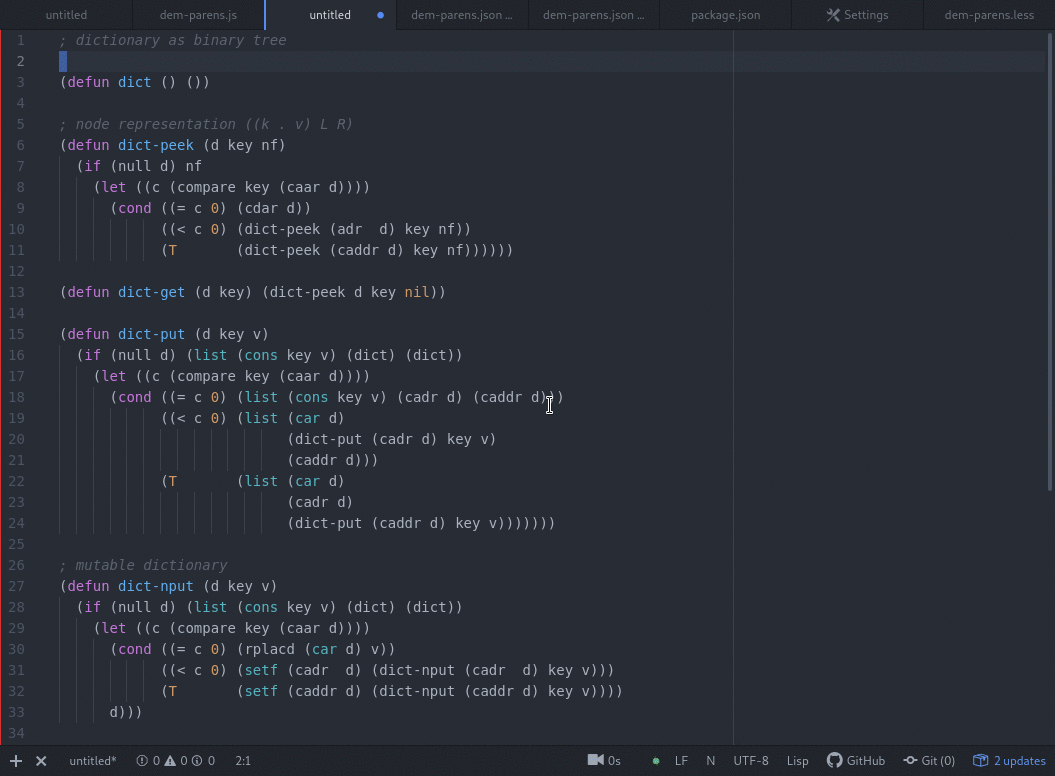 untitled dem-parens.js untitled dem-parens.json ... dem-parens.json ... package.json Settings dem-parens.less
1 ; dictionary as binary tree
2
3 (defun dict () ())
4
5 ; node representation ((k . v) L R)
6 (defun dict-peek (d key nf)
7   (if (null d) nf
8     (let ((c (compare key (caar d))))
9       (cond ((= c 0) (cdar d))
10             ((< c 0) (dict-peek (adr  d) key nf))
11             (T       (dict-peek (caddr d) key nf))))))
12
13 (defun dict-get (d key) (dict-peek d key nil))
14
15 (defun dict-put (d key v)
16   (if (null d) (list (cons key v) (dict) (dict))
17     (let ((c (compare key (caar d))))
18       (cond ((= c 0) (list (cons key v) (cadr d) (caddr d)))
19             ((< c 0) (list (car d)
20                            (dict-put (cadr d) key v)
21                            (caddr d)))
22             (T       (list (car d)
23                            (cadr d)
24                            (dict-put (caddr d) key v)))))))
25
26 ; mutable dictionary
27 (defun dict-nput (d key v)
28   (if (null d) (list (cons key v) (dict) (dict))
29     (let ((c (compare key (caar d))))
30       (cond ((= c 0) (rplacd (car d) v))
31             ((< c 0) (setf (cadr  d) (dict-nput (cadr  d) key v)))
32             (T       (setf (caddr d) (dict-nput (caddr d) key v))))
33       d)))
34
untitled* 0 0 0 2:1 0s LF N UTF-8 Lisp GitHub Git (0) 2 updates